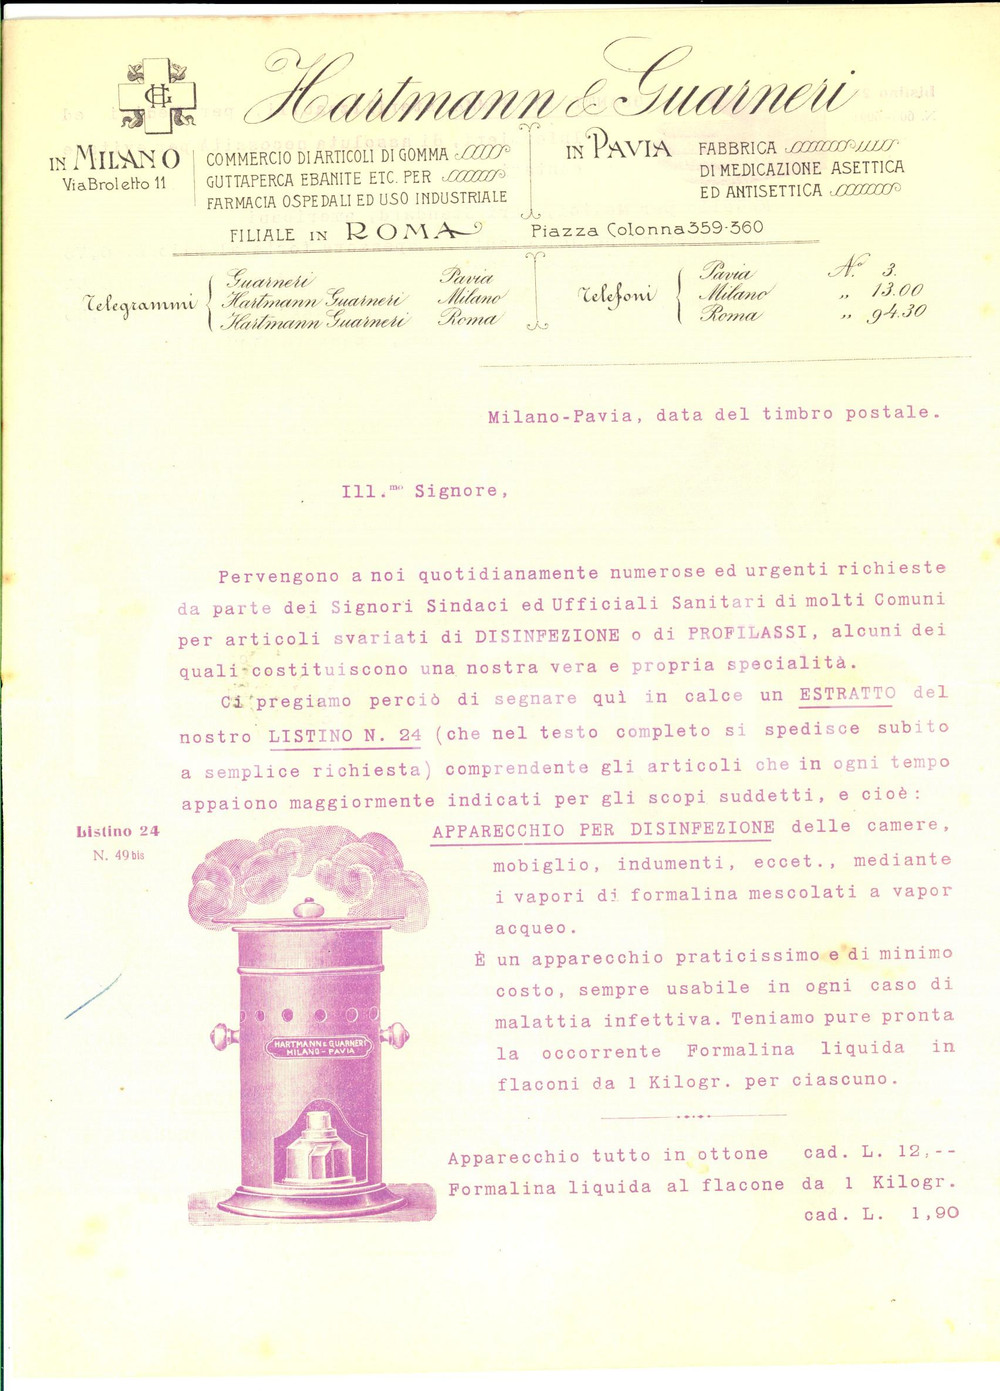 Hartmann & Guarneri
HG
IN MILANO
Via Broletto 11
COMMERCIO DI ARTICOLI DI GOMMA
GUTTAPERCA EBANITE ETC. PER
FARMACIA OSPEDALI ED USO INDUSTRIALE
IN PAVIA
FABBRICA
DI MEDICAZIONE ASETTICA
ED ANTISETTICA
FILIALE IN ROMA Piazza Colonna 359-360
Telegrammi
Guarneri Pavia
Hartmann Guarneri Milano
Hartmann Guarneri Roma
Telefoni
Pavia N.º 3.
Milano „ 13.00
Roma „ 94.30
Milano-Pavia, data del timbro postale.
Ill.mo Signore,
Pervengono a noi quotidianamente numerose ed urgenti richieste
da parte dei Signori Sindaci ed Ufficiali Sanitari di molti Comuni
per articoli svariati di DISINFEZIONE o di PROFILASSI, alcuni dei
quali costituiscono una nostra vera e propria specialità.
Ci pregiamo perciò di segnare quì in calce un ESTRATTO del
nostro LISTINO N. 24 (che nel testo completo si spedisce subito
a semplice richiesta) comprendente gli articoli che in ogni tempo
appaiono maggiormente indicati per gli scopi suddetti, e cioè:
Listino 24
N. 49 bis
APPARECCHIO PER DISINFEZIONE delle camere,
mobiglio, indumenti, eccet., mediante
i vapori di formalina mescolati a vapor
acqueo.
È un apparecchio praticissimo e di minimo
costo, sempre usabile in ogni caso di
malattia infettiva. Teniamo pure pronta
la occorrente Formalina liquida in
flaconi da 1 Kilogr. per ciascuno.
HARTMANN & GUARNERI
MILANO - PAVIA
Apparecchio tutto in ottone cad. L. 12,--
Formalina liquida al flacone da 1 Kilogr.
cad. L. 1,90